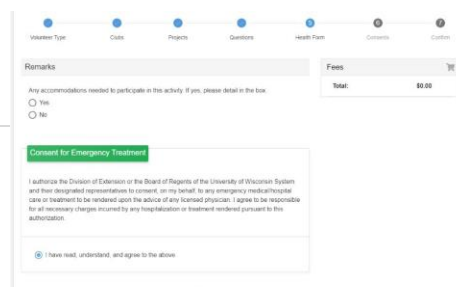 5
6
7
Volunteer Type
Clubs
Projects
Questions
Health Form
Consents
Confirm
Remarks
Any accommodations needed to participate in this activity. If yes, please detail in the box.
Yes
No
Fees
Total: $0.00
Consent for Emergency Treatment
I authorize the Division of Extension or the Board of Regents of the University of Wisconsin System
and their designated representatives to consent, on my behalf, to any emergency medical/hospital
care or treatment to be rendered upon the advice of any licensed physician. I agree to be responsible
for all necessary charges incurred by any hospitalization or treatment rendered pursuant to this
authorization.
I have read, understand, and agree to the above